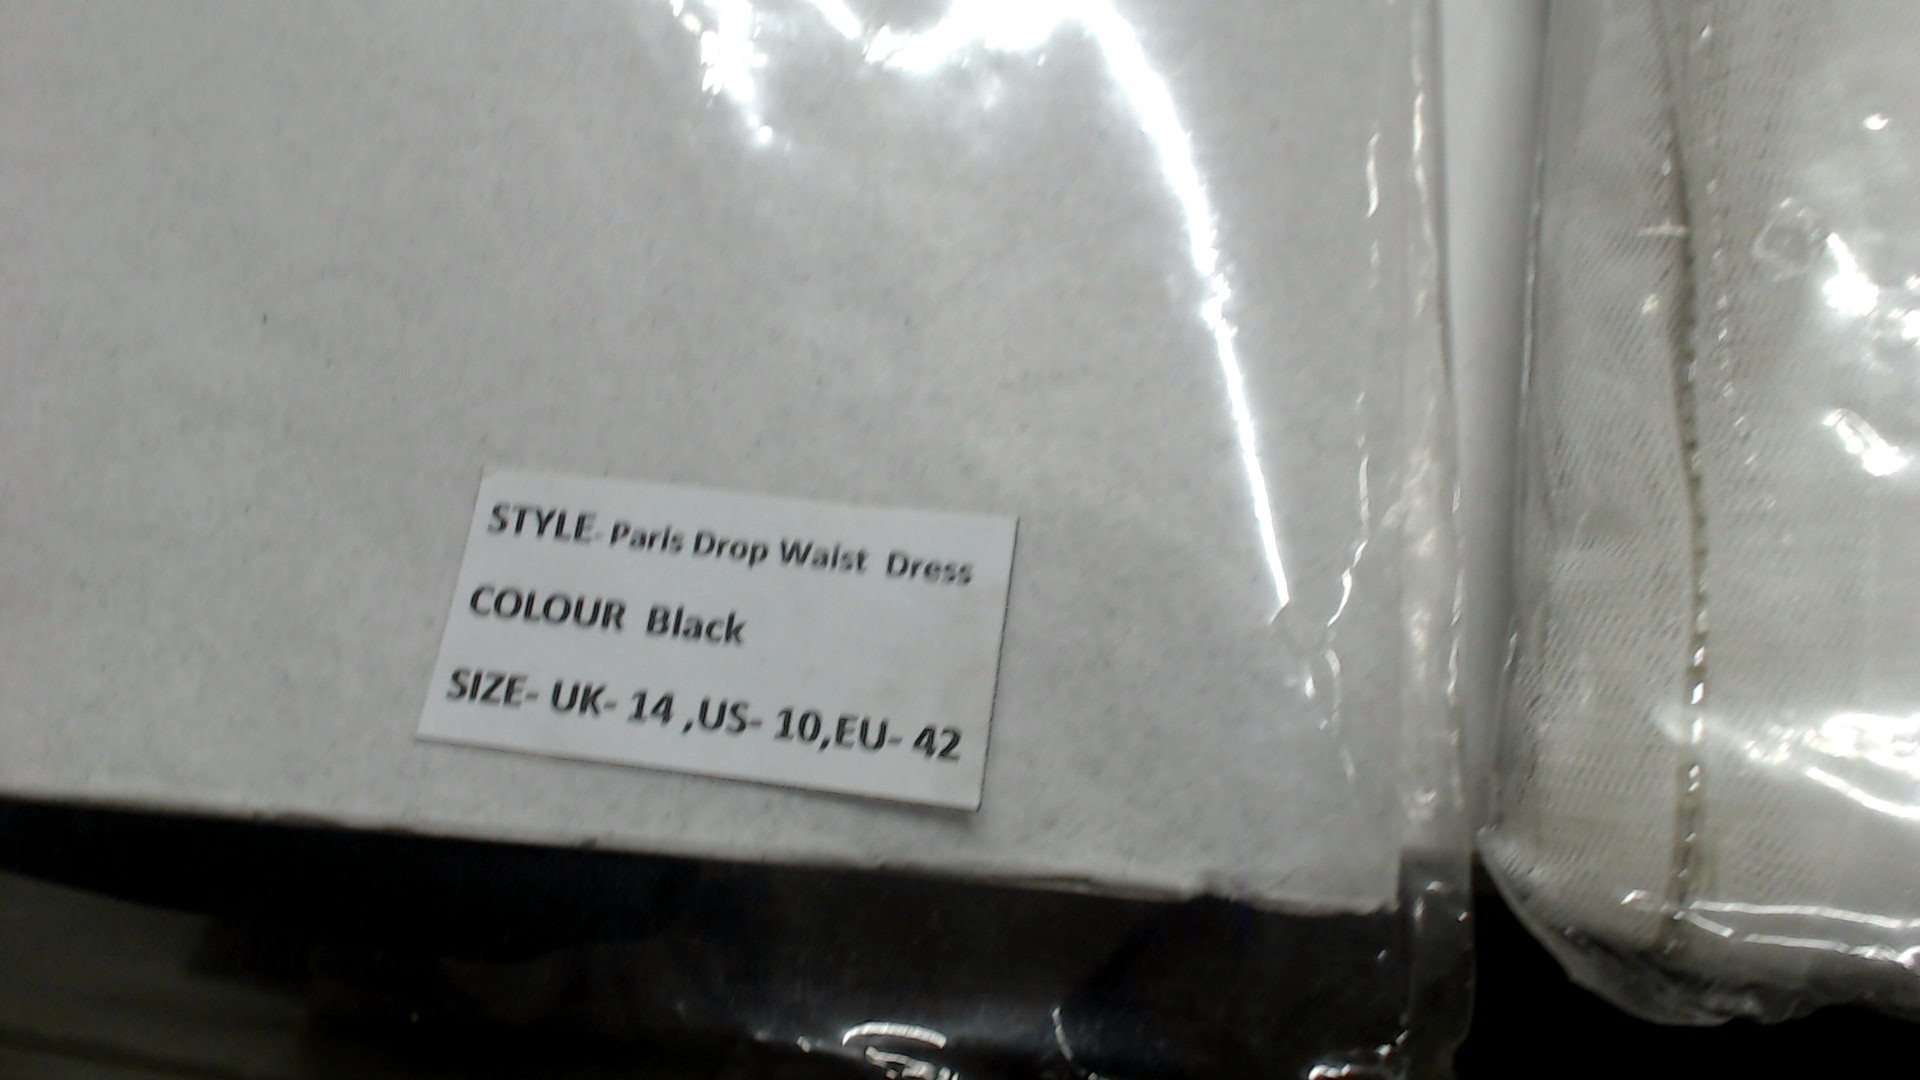 STYLE- Paris Drop Waist Dress
COLOUR Black
SIZE- UK- 14 ,US- 10,EU- 42